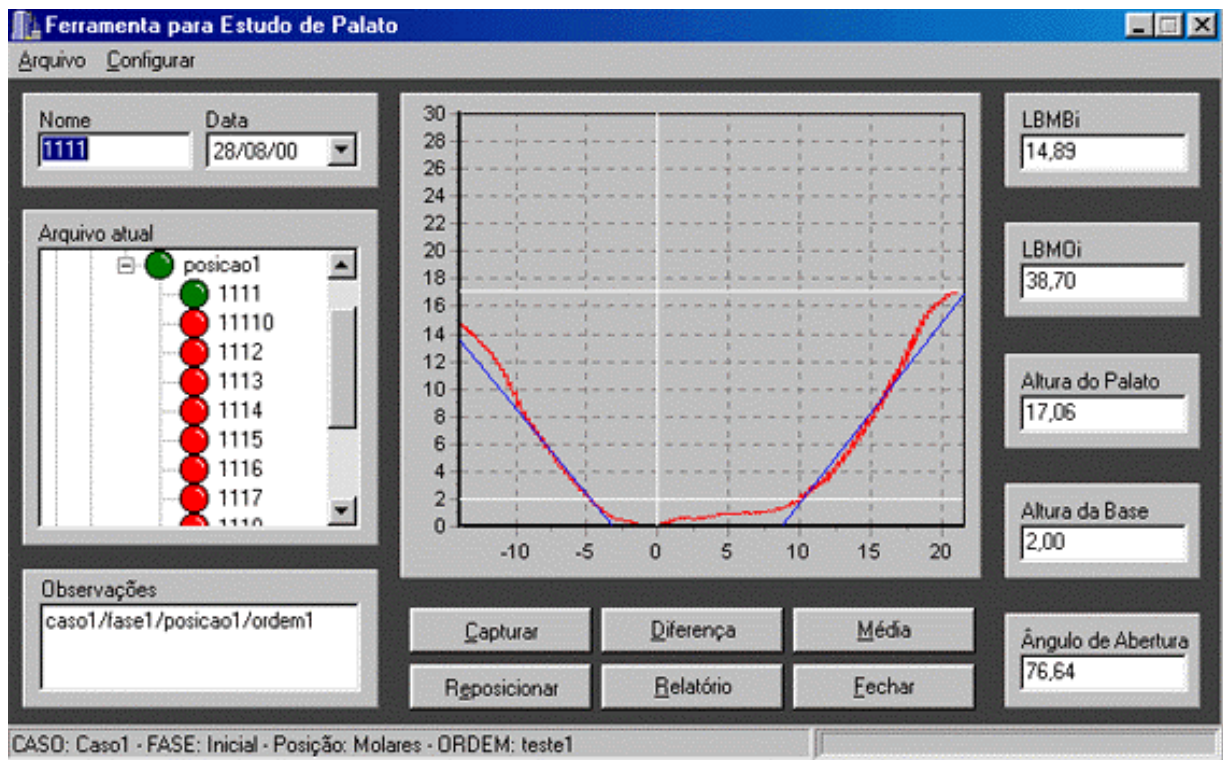 Ferramenta para Estudo de Palato
Arquivo Configurar
Nome
1111
Data
28/08/00
Arquivo atual
posicao1
1111
11110
1112
1113
1114
1115
1116
1117
Observações
caso1/fase1/posicao1/ordem1
30
28
26
24
22
20
18
16
14
12
10
8
6
4
2
0
-10 -5 0 5 10 15 20
Capturar Diferença Média
Reposicionar Relatório Fechar
LBMBi
14,89
LBMOi
38,70
Altura do Palato
17,06
Altura da Base
2,00
Ângulo de Abertura
76,64
CASO: Caso1 - FASE: Inicial - Posição: Molares - ORDEM: teste1